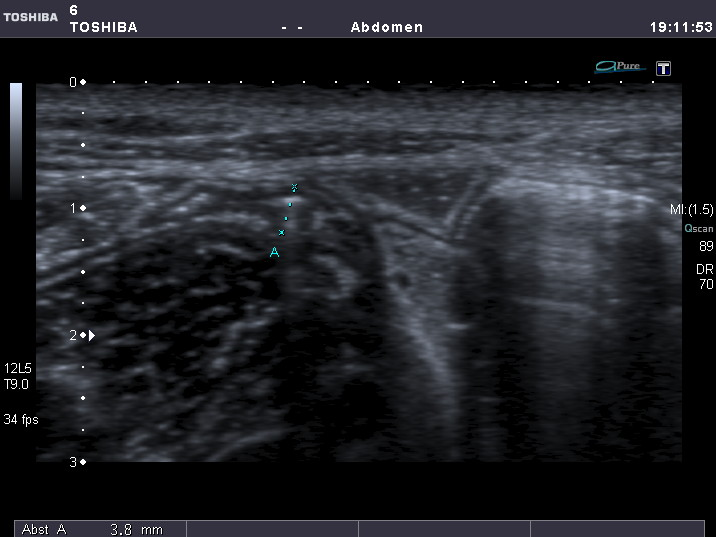 TOSHIBA
6
TOSHIBA - - Abdomen 19:11:53
aPure T
0
1
2
3
A
MI:(1.5)
Qscan
89
DR
70
12L5
T9.0
34 fps
Abst A 3.8 mm